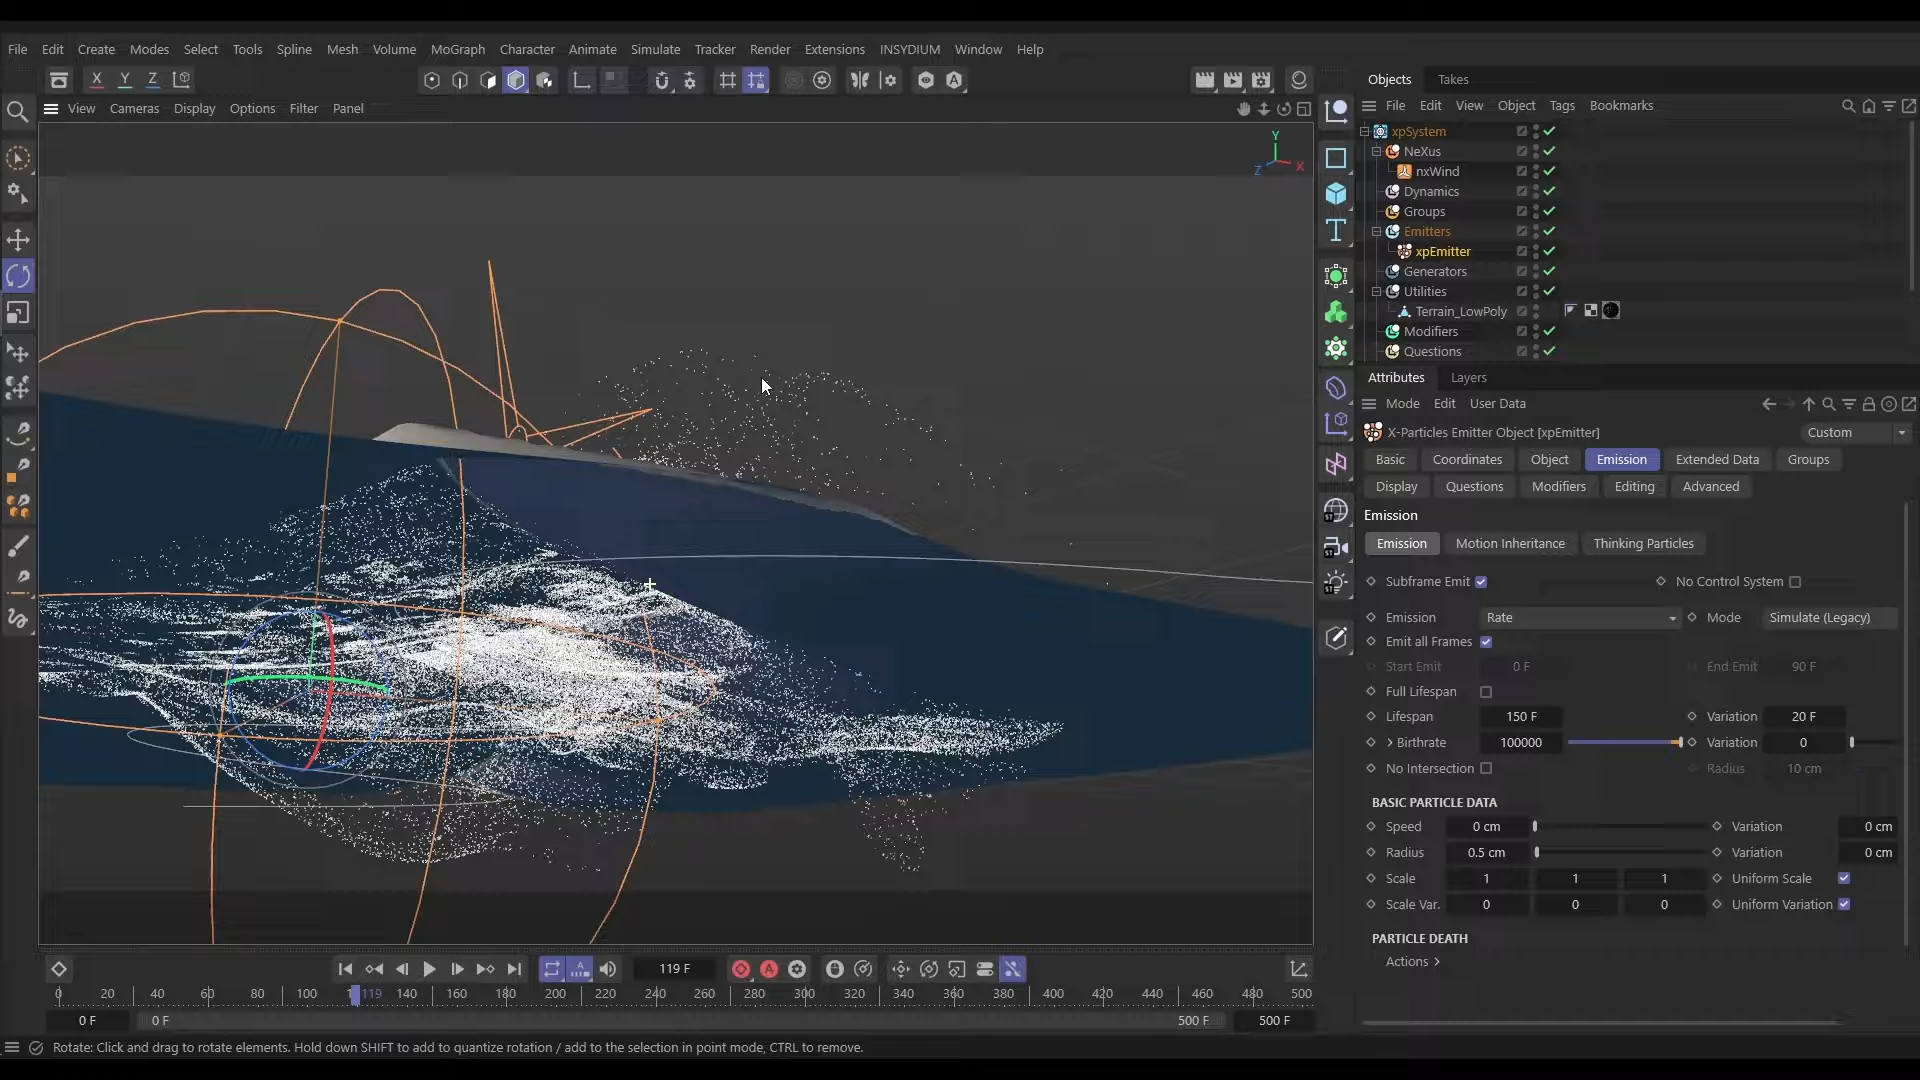 File Edit Create Modes Select Tools Spline Mesh Volume MoGraph Character Animate Simulate Tracker Render Extensions INSYDIUM Window Help
X Y Z
View Cameras Display Options Filter Panel
Y
Z X
Objects Takes
File Edit View Object Tags Bookmarks
xpSystem
NeXus
nxWind
Dynamics
Groups
Emitters
xpEmitter
Generators
Utilities
Terrain_LowPoly
Modifiers
Questions
Attributes Layers
Mode Edit User Data
X-Particles Emitter Object [xpEmitter] Custom
Basic Coordinates Object Emission Extended Data Groups
Display Questions Modifiers Editing Advanced
Emission
Emission Motion Inheritance Thinking Particles
Subframe Emit No Control System
Emission Rate Mode Simulate (Legacy)
Emit all Frames
Start Emit 0 F End Emit 90 F
Full Lifespan
Lifespan 150 F Variation 20 F
Birthrate 100000 Variation 0
No Intersection Radius 10 cm
BASIC PARTICLE DATA
Speed 0 cm Variation 0 cm
Radius 0.5 cm Variation 0 cm
Scale 1 1 1 Uniform Scale
Scale Var. 0 0 0 Uniform Variation
PARTICLE DEATH
Actions
119 F
0 20 40 60 80 100 119 140 160 180 200 220 240 260 280 300 320 340 360 380 400 420 440 460 480 500
0 F 0 F 500 F 500 F
Rotate: Click and drag to rotate elements. Hold down SHIFT to add to quantize rotation / add to the selection in point mode, CTRL to remove.